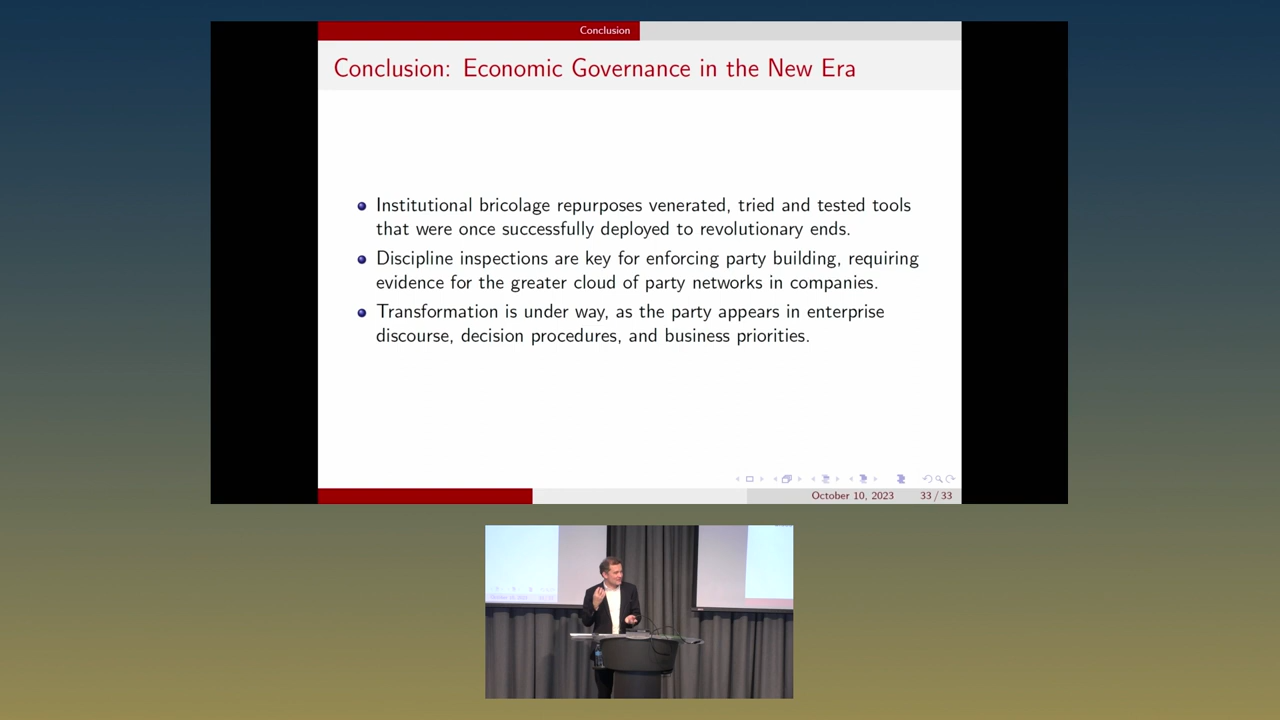 Conclusion
Conclusion: Economic Governance in the New Era
Institutional bricolage repurposes venerated, tried and tested tools
that were once successfully deployed to revolutionary ends.
Discipline inspections are key for enforcing party building, requiring
evidence for the greater cloud of party networks in companies.
Transformation is under way, as the party appears in enterprise
discourse, decision procedures, and business priorities.
October 10, 2023 33 / 33